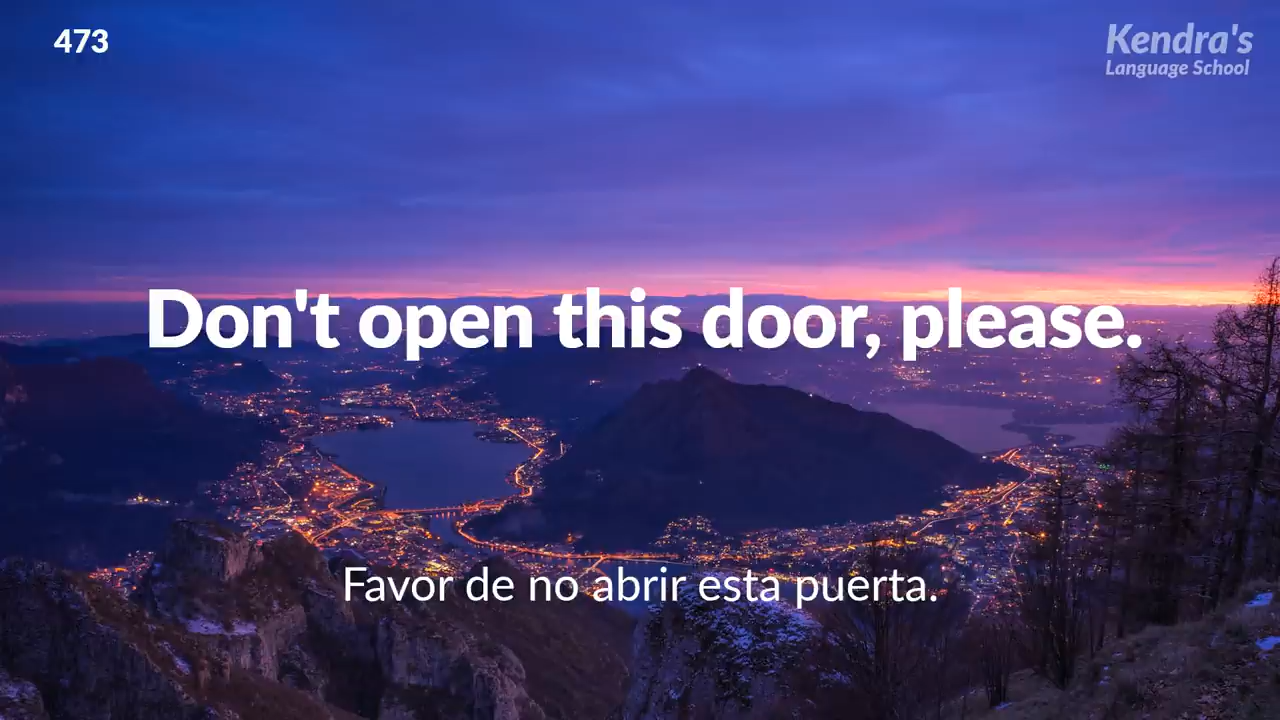 473
Kendra's
Language School
Don't open this door, please.
Favor de no abrir esta puerta.